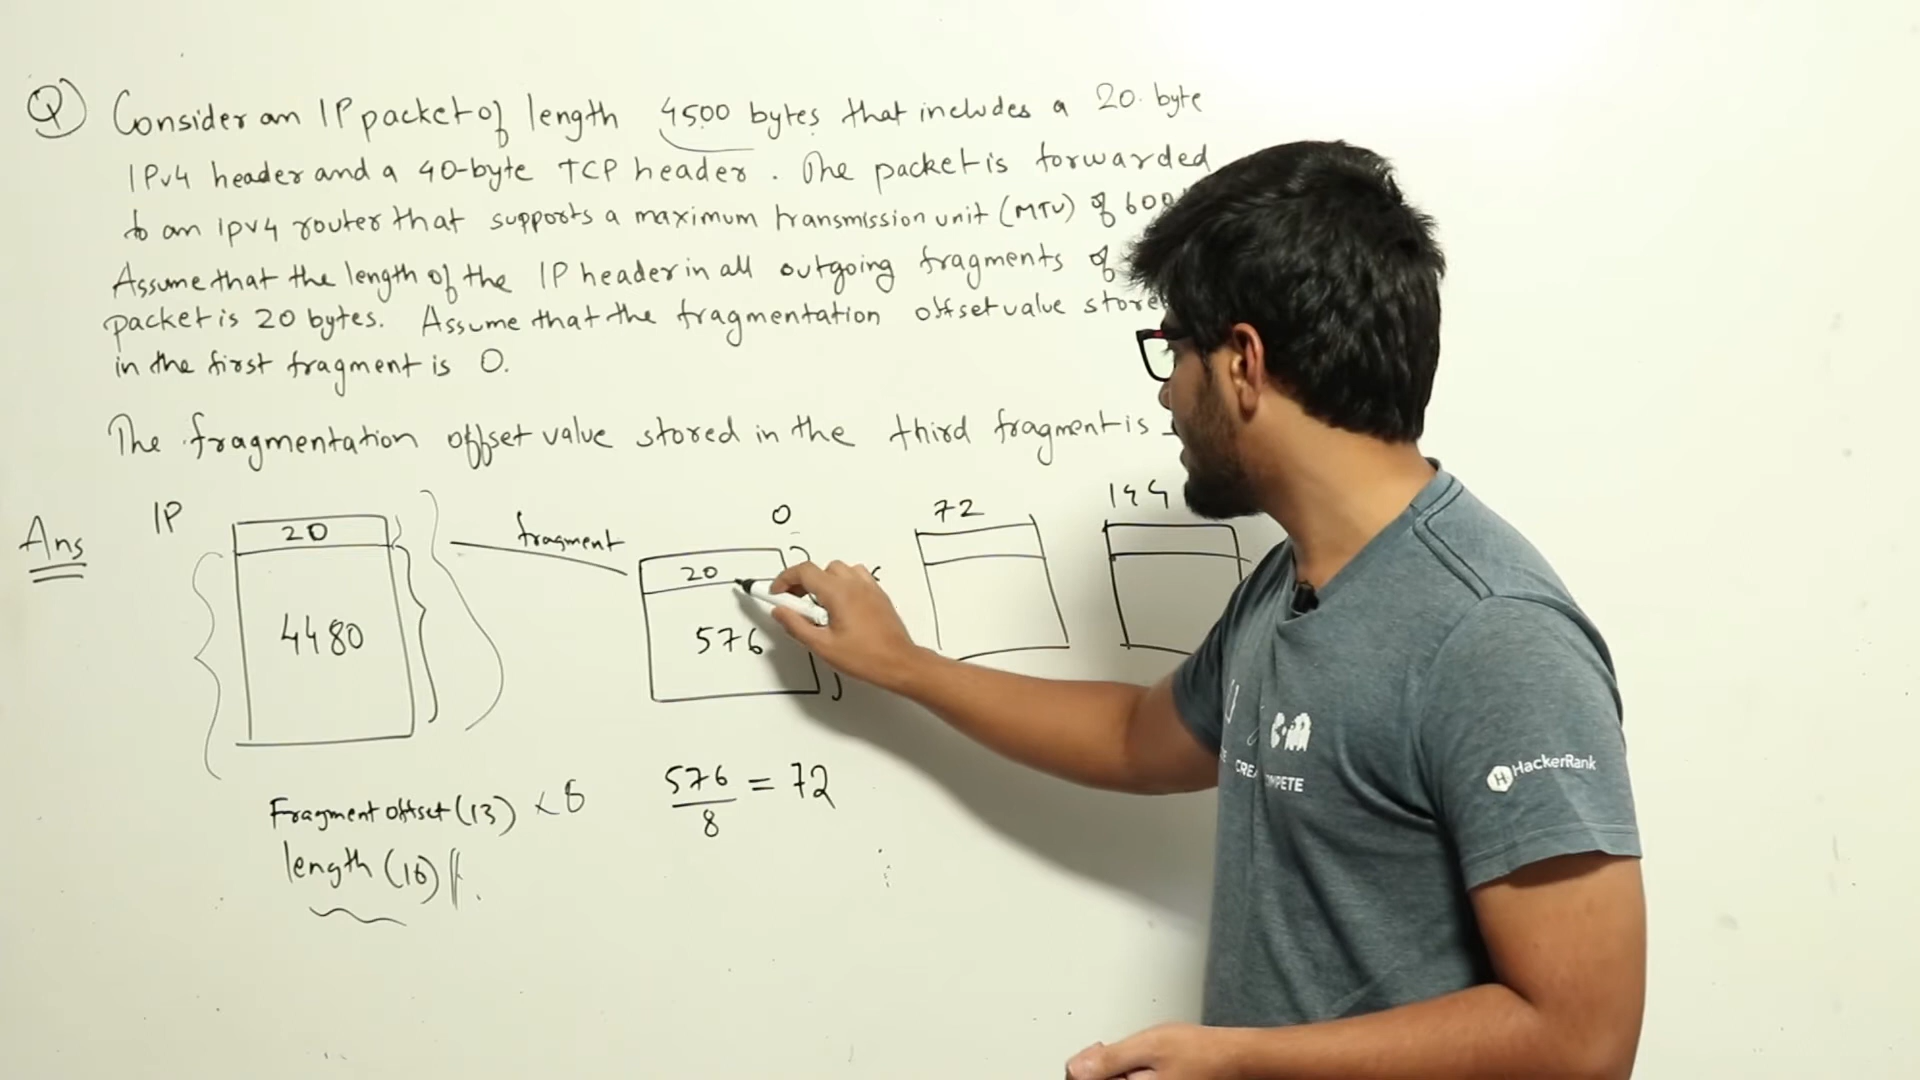 Q) Consider an IP packet of length 4500 bytes that includes a 20. byte
IPv4 header and a 40-byte TCP header. The packet is forwarded
to an IPv4 router that supports a maximum transmission unit (MTU) of 600
Assume that the length of the IP header in all outgoing fragments of
packet is 20 bytes. Assume that the fragmentation offset value stored
in the first fragment is 0.
The fragmentation offset value stored in the third fragment is
Ans
IP
20
4480
fragment
0
20
576
72
144
Fragment offset (13) × 8
length (16)
576/8 = 72
HackerRank